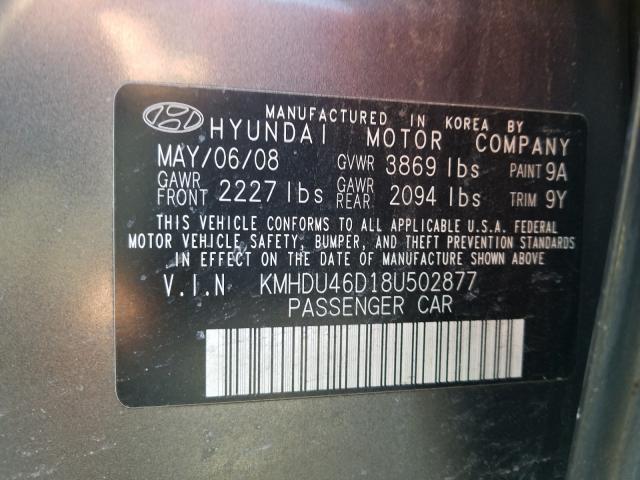 MANUFACTURED IN KOREA BY
HYUNDAI MOTOR COMPANY
MAY/06/08 GVWR 3869 lbs PAINT 9A
GAWR FRONT 2227 lbs GAWR REAR 2094 lbs TRIM 9Y
THIS VEHICLE CONFORMS TO ALL APPLICABLE U.S.A. FEDERAL
MOTOR VEHICLE SAFETY, BUMPER, AND THEFT PREVENTION STANDARDS
IN EFFECT ON THE DATE OF MANUFACTURE SHOWN ABOVE
V.I.N KMHDU46D18U502877
PASSENGER CAR